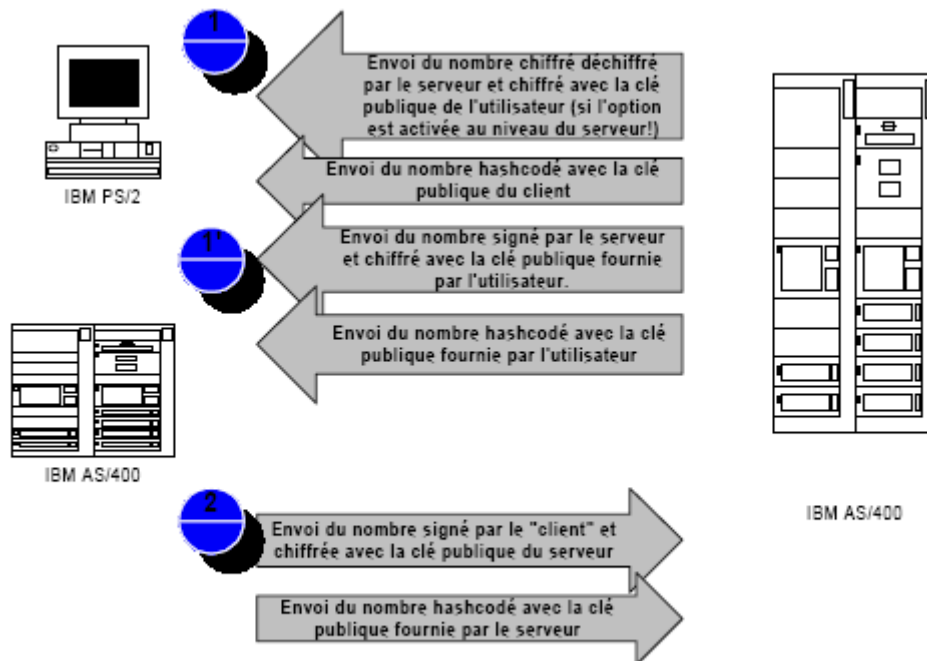 1
Envoi du nombre chiffré déchiffré
par le serveur et chiffré avec la clé
publique de l'utilisateur (si l'option
est activée au niveau du serveur!)
IBM PS/2
Envoi du nombre hashcodé avec la clé
publique du client
1'
Envoi du nombre signé par le serveur
et chiffré avec la clé publique fournie
par l'utilisateur.
Envoi du nombre hashcodé avec la clé
publique fournie par l'utilisateur
IBM AS/400
2
Envoi du nombre signé par le "client" et
chiffrée avec la clé publique du serveur
IBM AS/400
Envoi du nombre hashcodé avec la clé
publique fournie par le serveur